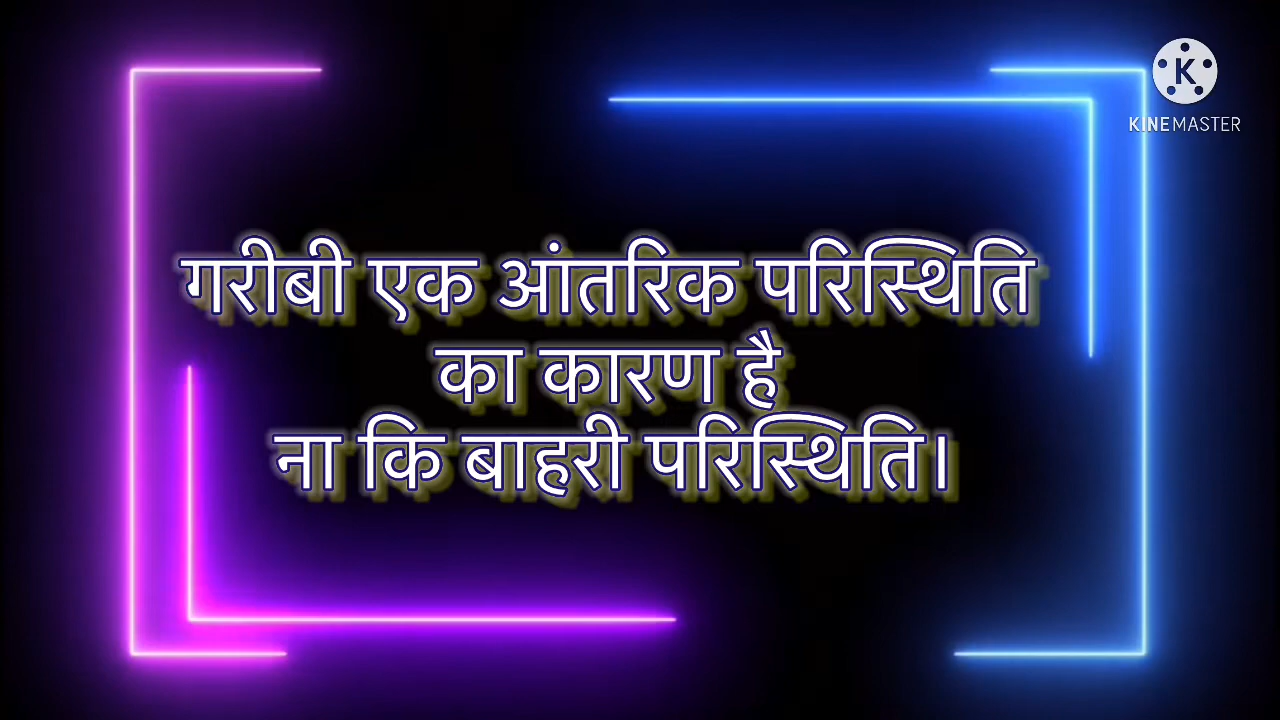 KINEMASTER
गरीबी एक आंतरिक परिस्थिति
का कारण है
ना कि बाहरी परिस्थिति।